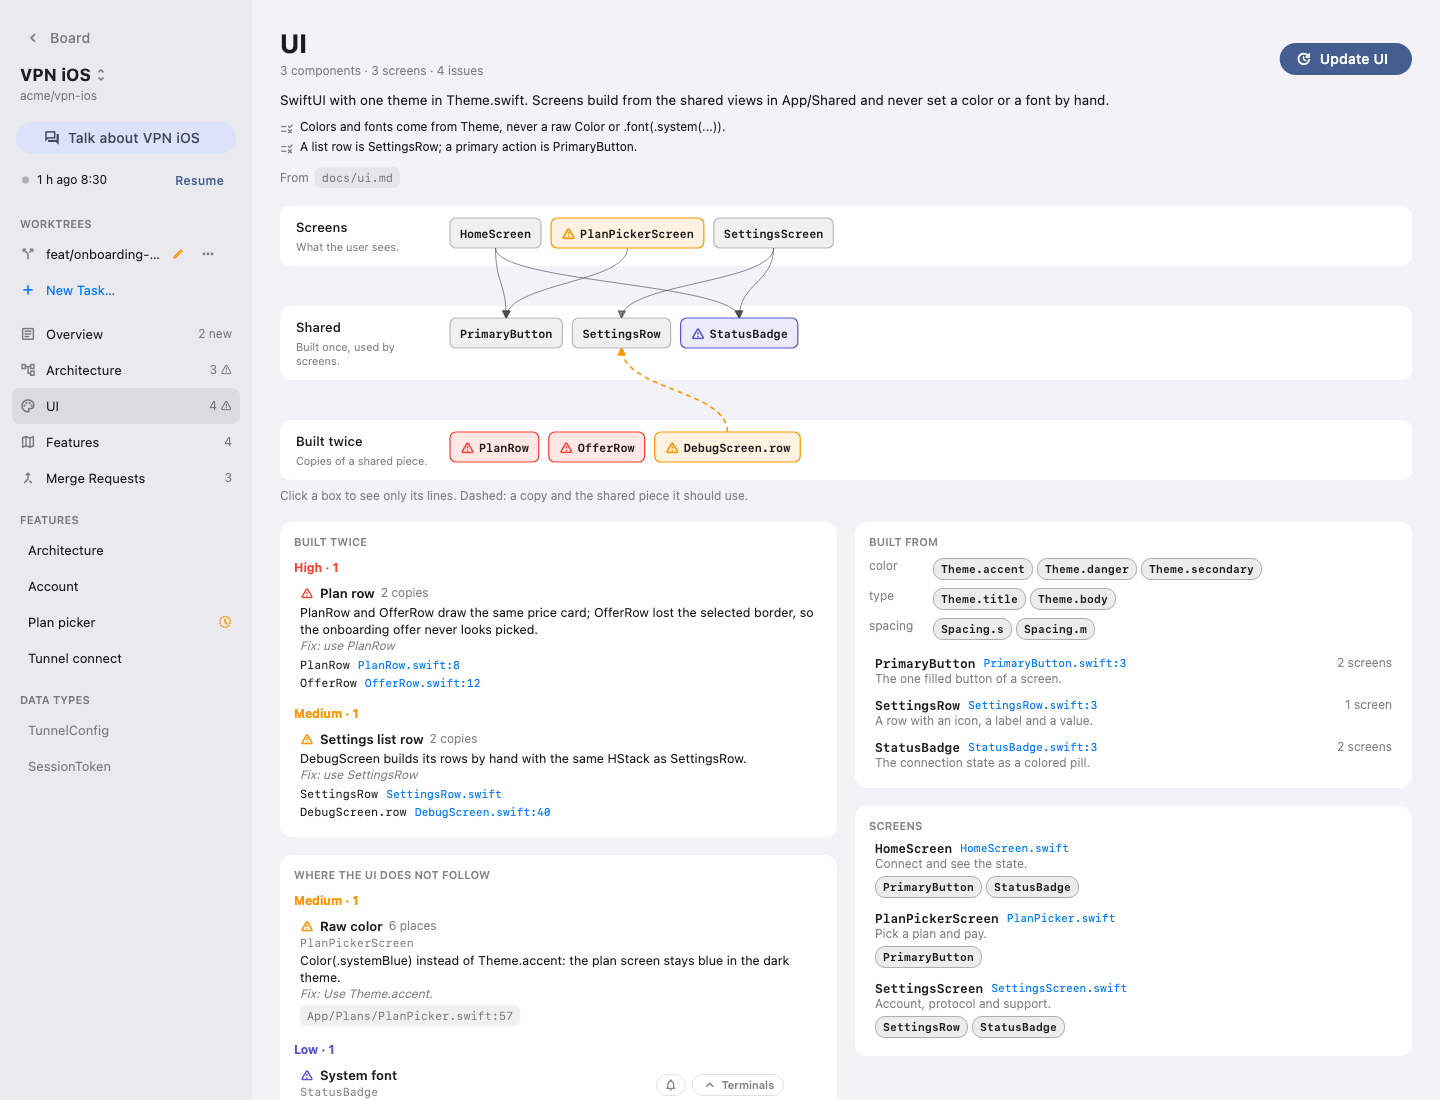 Board
VPN iOS
acme/vpn-ios
Talk about VPN iOS
1 h ago 8:30
Resume
WORKTREES
feat/onboarding-...
New Task...
Overview
2 new
Architecture
3
UI
4
Features
4
Merge Requests
3
FEATURES
Architecture
Account
Plan picker
Tunnel connect
DATA TYPES
TunnelConfig
SessionToken
UI
3 components · 3 screens · 4 issues
Update UI
SwiftUI with one theme in Theme.swift. Screens build from the shared views in App/Shared and never set a color or a font by hand.
Colors and fonts come from Theme, never a raw Color or .font(.system(...)).
A list row is SettingsRow; a primary action is PrimaryButton.
From docs/ui.md
Screens
What the user sees.
HomeScreen
PlanPickerScreen
SettingsScreen
Shared
Built once, used by
screens.
PrimaryButton
SettingsRow
StatusBadge
Built twice
Copies of a shared piece.
PlanRow
OfferRow
DebugScreen.row
Click a box to see only its lines. Dashed: a copy and the shared piece it should use.
BUILT TWICE
High · 1
Plan row 2 copies
PlanRow and OfferRow draw the same price card; OfferRow lost the selected border, so
the onboarding offer never looks picked.
Fix: use PlanRow
PlanRow PlanRow.swift:8
OfferRow OfferRow.swift:12
Medium · 1
Settings list row 2 copies
DebugScreen builds its rows by hand with the same HStack as SettingsRow.
Fix: use SettingsRow
SettingsRow SettingsRow.swift
DebugScreen.row DebugScreen.swift:40
WHERE THE UI DOES NOT FOLLOW
Medium · 1
Raw color 6 places
PlanPickerScreen
Color(.systemBlue) instead of Theme.accent: the plan screen stays blue in the dark
theme.
Fix: Use Theme.accent.
App/Plans/PlanPicker.swift:57
Low · 1
System font
StatusBadge
BUILT FROM
color Theme.accent Theme.danger Theme.secondary
type Theme.title Theme.body
spacing Spacing.s Spacing.m
PrimaryButton PrimaryButton.swift:3 2 screens
The one filled button of a screen.
SettingsRow SettingsRow.swift:3 1 screen
A row with an icon, a label and a value.
StatusBadge StatusBadge.swift:3 2 screens
The connection state as a colored pill.
SCREENS
HomeScreen HomeScreen.swift
Connect and see the state.
PrimaryButton StatusBadge
PlanPickerScreen PlanPicker.swift
Pick a plan and pay.
PrimaryButton
SettingsScreen SettingsScreen.swift
Account, protocol and support.
SettingsRow StatusBadge
Terminals